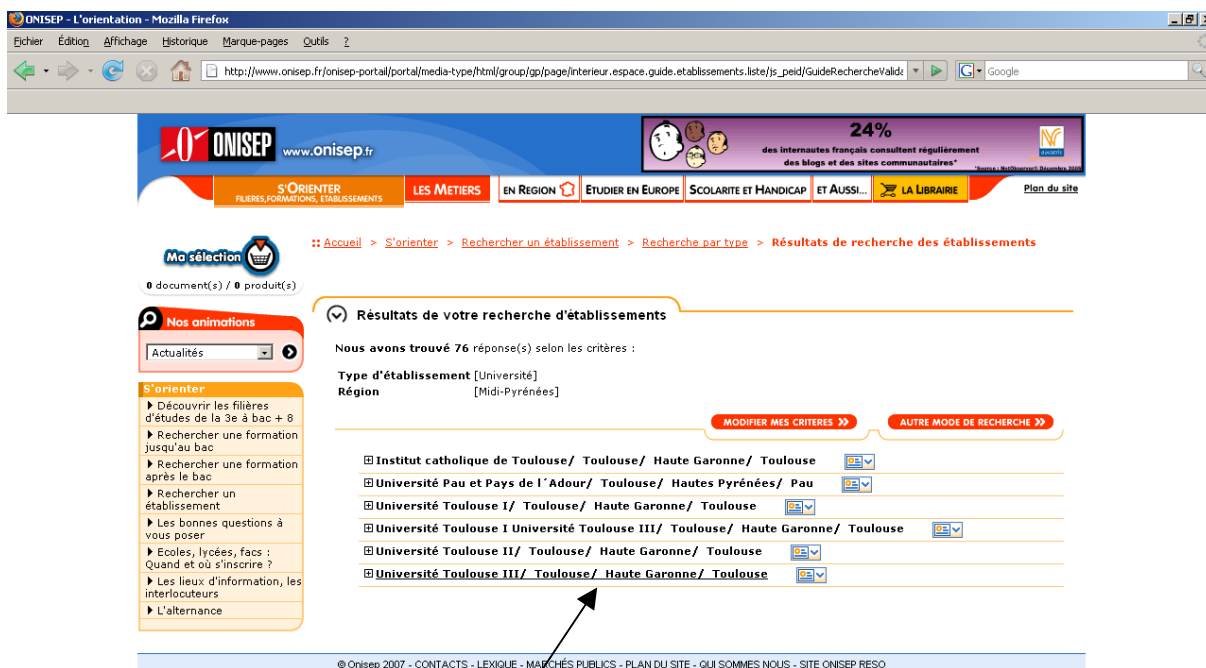 ONISEP - L'orientation - Mozilla Firefox
Fichier Édition Affichage Historique Marque-pages Outils ?
http://www.onisep.fr/onisep-portail/portal/media-type/html/group/gp/page/interieur.espace.guide.etablissements.liste/js_peid/GuideRechercheValida
G Google
ONISEP www.onisep.fr
24%
des internautes français consultent régulièrement
des blogs et des sites communautaires*
S'ORIENTER
FILIERES,FORMATIONS, ETABLISSEMENTS
LES METIERS
EN REGION
ETUDIER EN EUROPE
SCOLARITE ET HANDICAP
ET AUSSI...
LA LIBRAIRIE
Plan du site
Ma sélection
0 document(s) / 0 produit(s)
:: Accueil > S'orienter > Rechercher un établissement > Recherche par type > Résultats de recherche des établissements
Nos animations
Actualités
S'orienter
Découvrir les filières
d'études de la 3e à bac + 8
Rechercher une formation
jusqu'au bac
Rechercher une formation
après le bac
Rechercher un
établissement
Les bonnes questions à
vous poser
Ecoles, lycées, facs :
Quand et où s'inscrire ?
Les lieux d'information, les
interlocuteurs
L'alternance
Résultats de votre recherche d'établissements
Nous avons trouvé 76 réponse(s) selon les critères :
Type d'établissement [Université]
Région [Midi-Pyrénées]
MODIFIER MES CRITERES
AUTRE MODE DE RECHERCHE
Institut catholique de Toulouse/ Toulouse/ Haute Garonne/ Toulouse
Université Pau et Pays de l´Adour/ Toulouse/ Hautes Pyrénées/ Pau
Université Toulouse I/ Toulouse/ Haute Garonne/ Toulouse
Université Toulouse I Université Toulouse III/ Toulouse/ Haute Garonne/ Toulouse
Université Toulouse II/ Toulouse/ Haute Garonne/ Toulouse
Université Toulouse III/ Toulouse/ Haute Garonne/ Toulouse
© Onisep 2007 - CONTACTS - LEXIQUE - MARCHÉS PUBLICS - PLAN DU SITE - QUI SOMMES NOUS - SITE ONISEP RESO